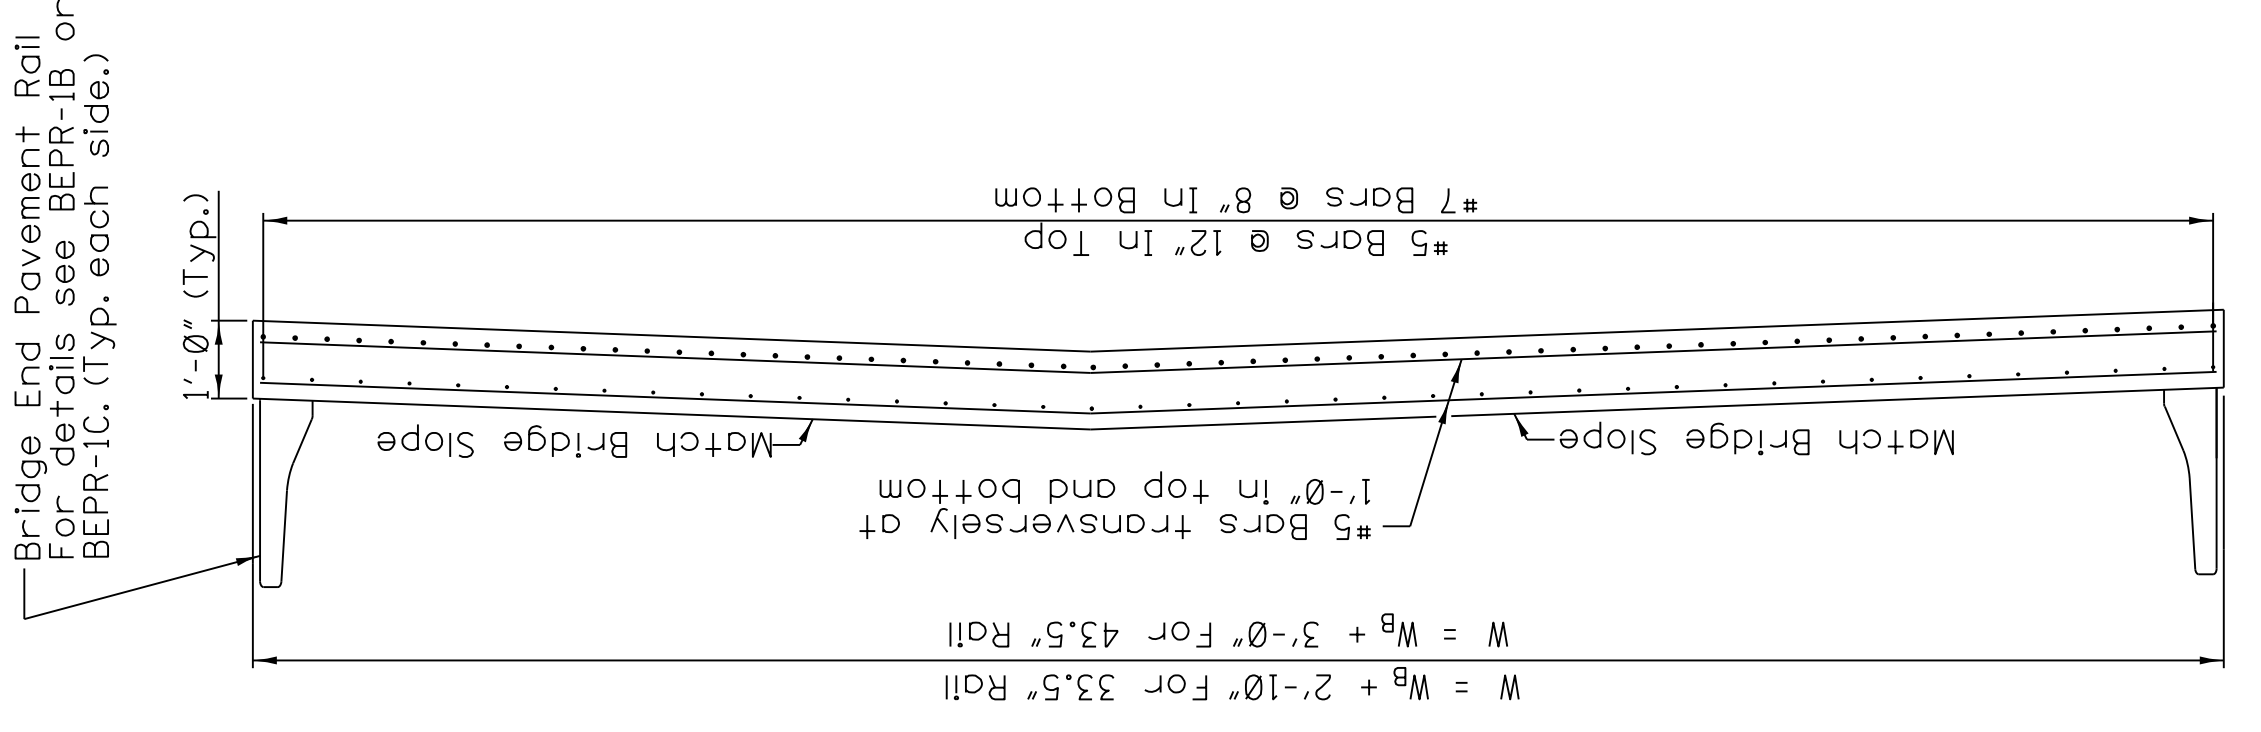 W = WB + 2'-10" For 33.5" Rail
W = WB + 3'-0" For 43.5" Rail
#5 Bars transversely at
1'-0" in top and bottom
Match Bridge Slope
Match Bridge Slope
#5 Bars @ 12" In Top
#7 Bars @ 8" In Bottom
1'-0" (Typ.)
Bridge End Pavement Rail
For details see BEPR-1B or
BEPR-1C. (Typ. each side.)